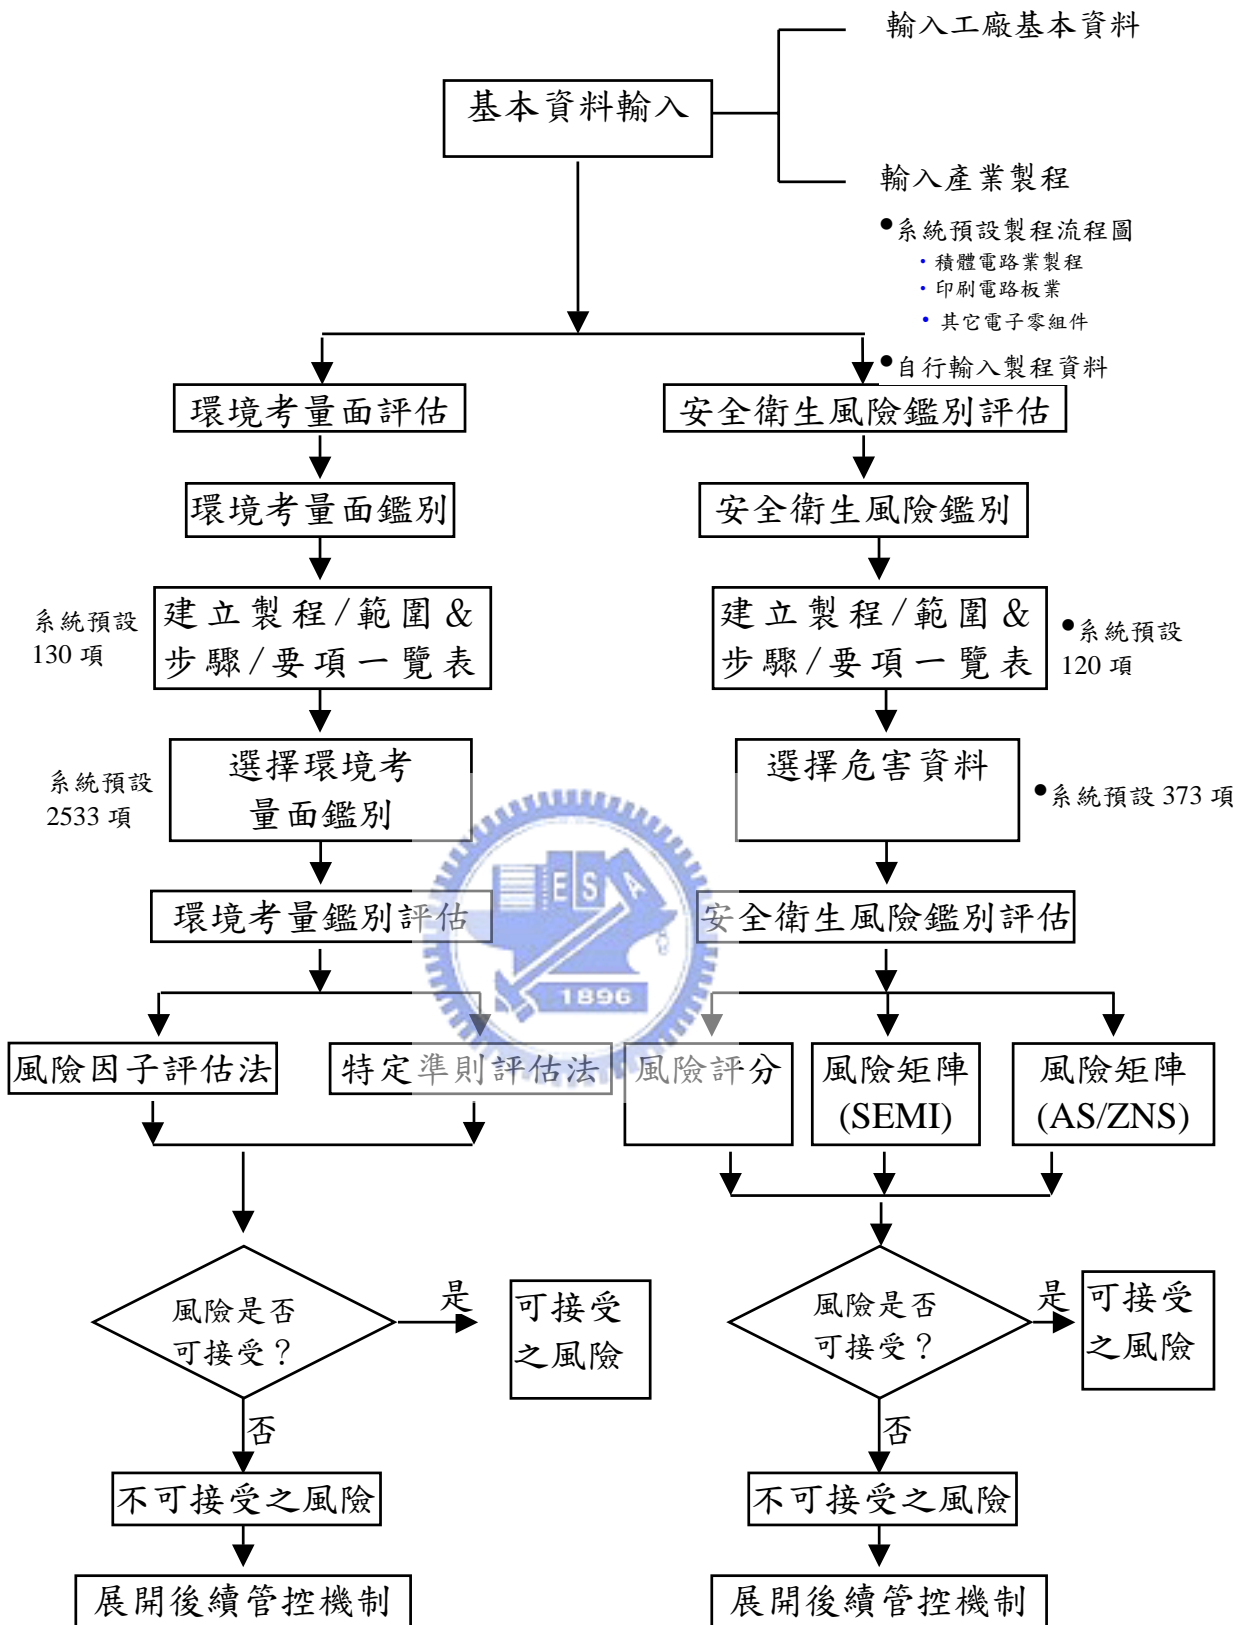 輸入工廠基本資料
基本資料輸入
輸入產業製程
●系統預設製程流程圖
・積體電路業製程
・印刷電路板業
・其它電子零組件
●自行輸入製程資料
環境考量面評估
安全衛生風險鑑別評估
環境考量面鑑別
安全衛生風險鑑別
系統預設
130 項
建立製程/範圍&
步驟/要項一覽表
建立製程/範圍&
步驟/要項一覽表
●系統預設
120 項
系統預設
2533 項
選擇環境考
量面鑑別
選擇危害資料
●系統預設 373 項
環境考量鑑別評估
安全衛生風險鑑別評估
E S A
1896
風險因子評估法
特定準則評估法
風險評分
風險矩陣
(SEMI)
風險矩陣
(AS/ZNS)
風險是否
可接受？
是
可接受
之風險
風險是否
可接受？
是
可接受
之風險
否
否
不可接受之風險
不可接受之風險
展開後續管控機制
展開後續管控機制